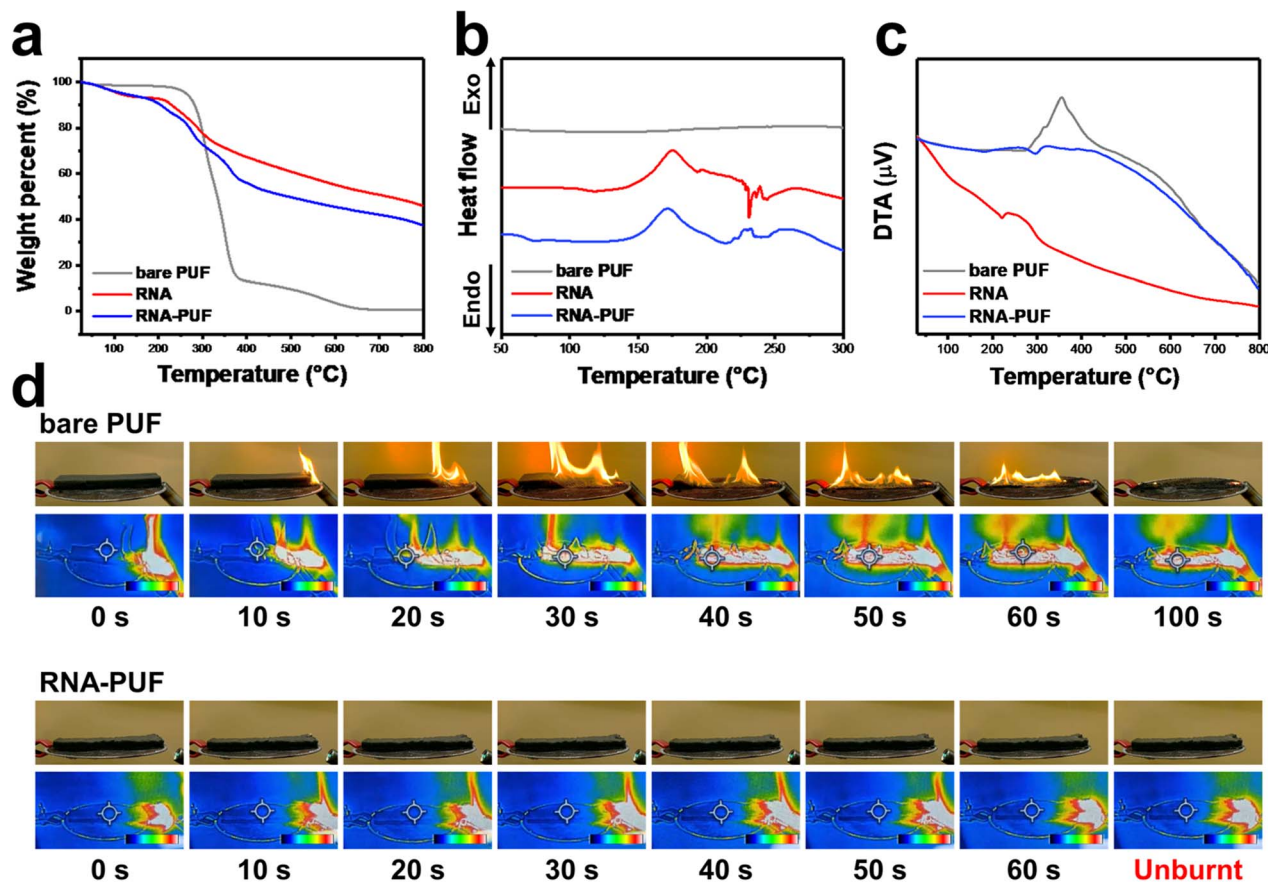 a
Weight percent (%)
100
80
60
40
20
0
bare PUF
RNA
RNA-PUF
100 200 300 400 500 600 700 800
Temperature (°C)
b
Exo
Heat flow
Endo
bare PUF
RNA
RNA-PUF
50 100 150 200 250 300
Temperature (°C)
c
DTA (μV)
bare PUF
RNA
RNA-PUF
100 200 300 400 500 600 700 800
Temperature (°C)
d
bare PUF
0 s 10 s 20 s 30 s 40 s 50 s 60 s 100 s
RNA-PUF
0 s 10 s 20 s 30 s 40 s 50 s 60 s Unburnt